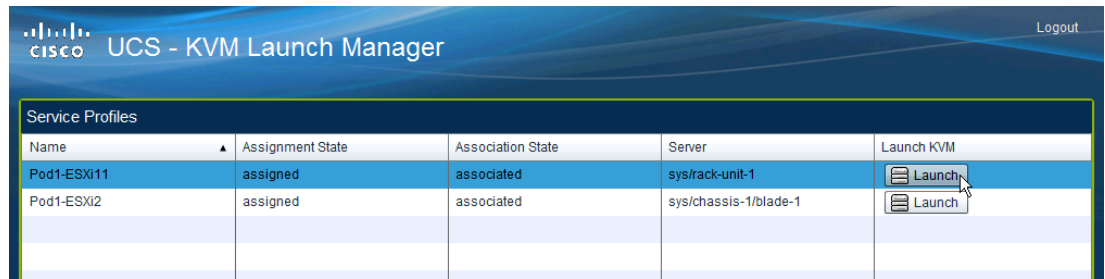 Logout
CISCO UCS - KVM Launch Manager
Service Profiles
Name Assignment State Association State Server Launch KVM
Pod1-ESXi11 assigned associated sys/rack-unit-1 Launch
Pod1-ESXi2 assigned associated sys/chassis-1/blade-1 Launch